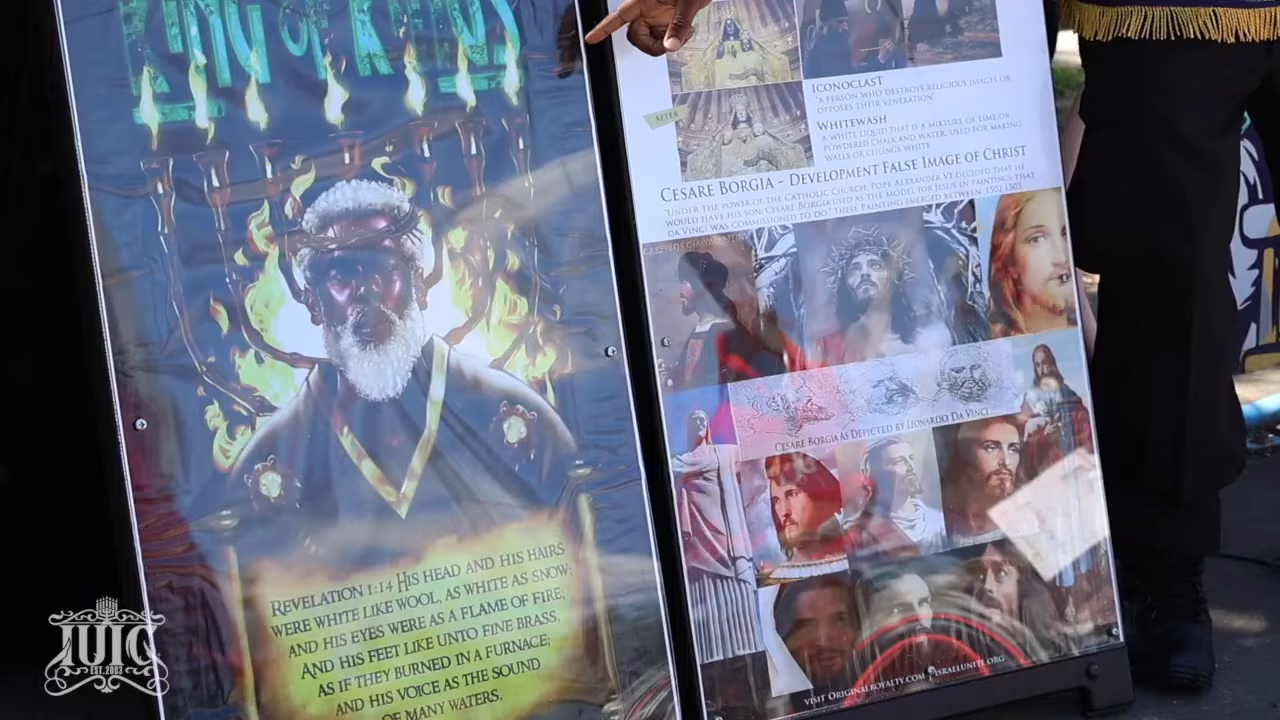 KING OF KINGS
REVELATION 1:14 HIS HEAD AND HIS HAIRS
WERE WHITE LIKE WOOL, AS WHITE AS SNOW;
AND HIS EYES WERE AS A FLAME OF FIRE;
AND HIS FEET LIKE UNTO FINE BRASS,
AS IF THEY BURNED IN A FURNACE;
AND HIS VOICE AS THE SOUND
OF MANY WATERS.
IUIC
EST. 2003
AFTER
ICONOCLAST
"A PERSON WHO DESTROYS RELIGIOUS IMAGES OR
OPPOSES THEIR VENERATION"
WHITEWASH
A WHITE LIQUID THAT IS A MIXTURE OF LIME OR
POWDERED CHALK AND WATER, USED FOR MAKING
WALLS OR CEILINGS WHITE
CESARE BORGIA - DEVELOPMENT FALSE IMAGE OF CHRIST
"UNDER THE POWER OF THE CATHOLIC CHURCH, POPE ALEXANDER VI DECIDED THAT HE
WOULD HAVE HIS SON, CESARE BORGIA USED AS THE MODEL FOR JESUS IN PAINTINGS THAT
DA VINCI WAS COMMISSIONED TO DO." THESE PAINTING EMERGED BETWEEN 1502-1503.
CESARE BORGIA AS DEPICTED BY LEONARDO DA VINCI
VISIT ORIGINALROYALTY.COM ISRAELUNITE.ORG